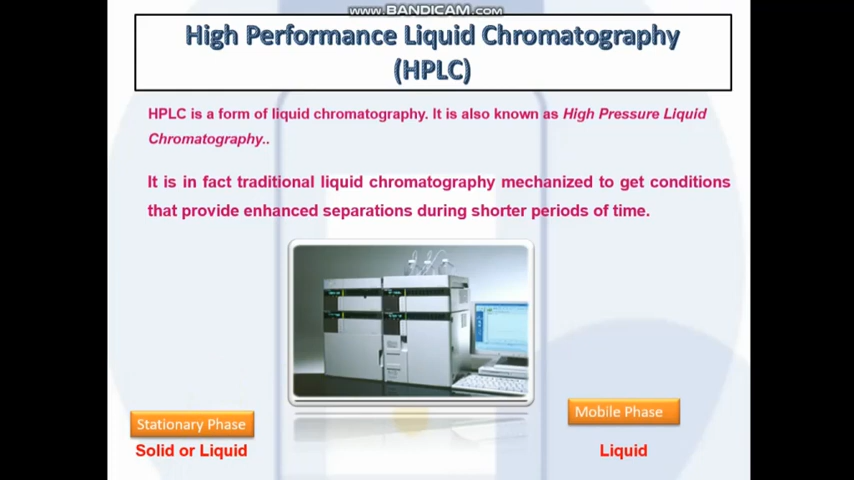 www.BANDICAM.com
High Performance Liquid Chromatography
(HPLC)
HPLC is a form of liquid chromatography. It is also known as High Pressure Liquid
Chromatography..
It is in fact traditional liquid chromatography mechanized to get conditions
that provide enhanced separations during shorter periods of time.
Stationary Phase
Mobile Phase
Solid or Liquid
Liquid